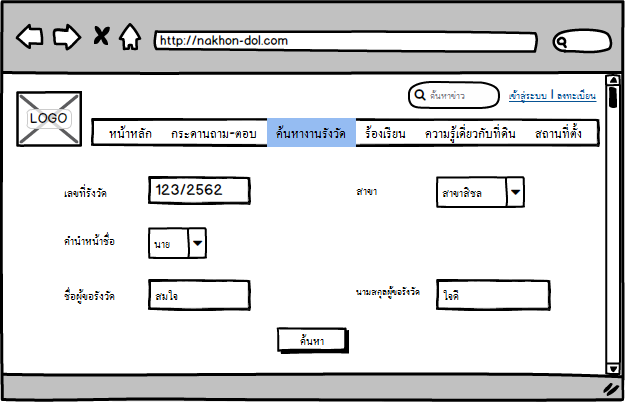 http://nakhon-dol.com
ค้นหาข่าว
เข้าสู่ระบบ | ลงทะเบียน
LOGO
หน้าหลัก กระดานถาม-ตอบ ค้นหางานรังวัด ร้องเรียน ความรู้เกี่ยวกับที่ดิน สถานที่ตั้ง
เลขที่รังวัด 123/2562 สาขา สาขาสิชล
คำนำหน้าชื่อ นาย
ชื่อผู้ขอรังวัด สมใจ นามสกุลผู้ขอรังวัด ใจดี
ค้นหา